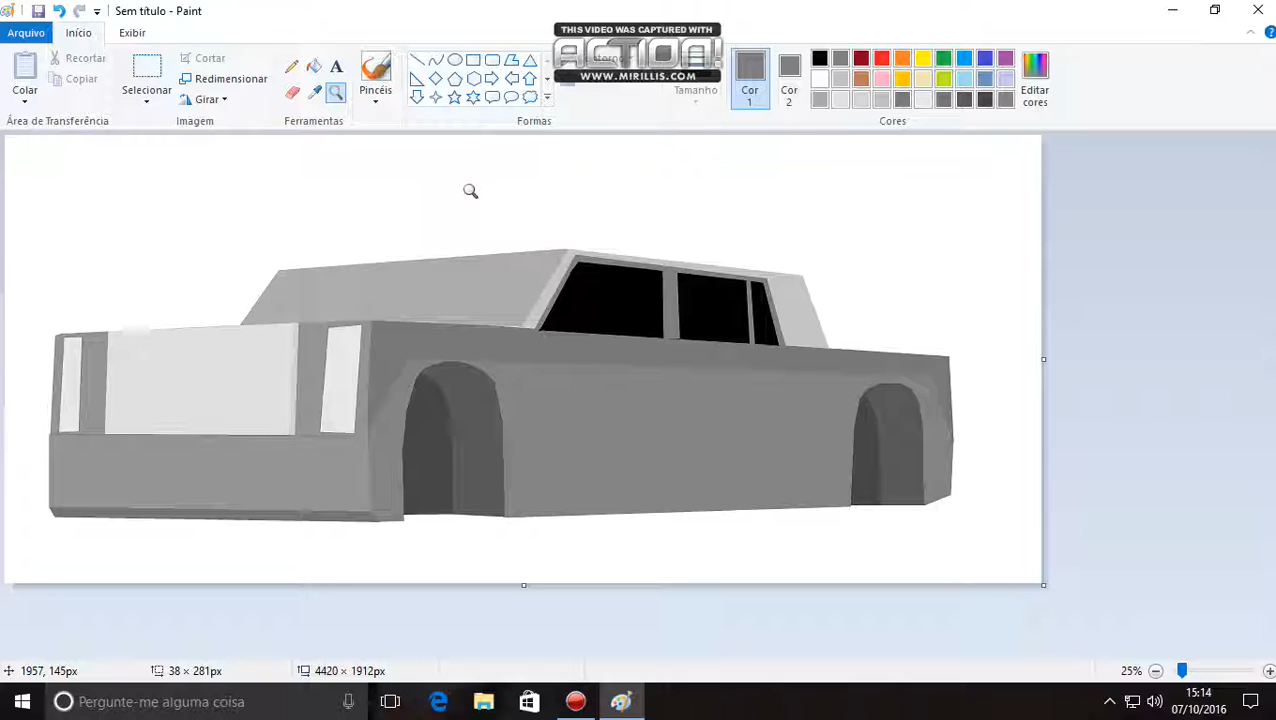 Sem título - Paint
THIS VIDEO WAS CAPTURED WITH
ACTION!
WWW.MIRILLIS.COM
Arquivo Início Exibir
Colar
Recortar
Copiar
Área de Transferência
Selecionar
Cortar
Redimensionar
Girar
Imagem
A
Ferramentas
Pincéis
Formas
Contorno
Tamanho
Cor 1
Cor 2
Editar cores
Cores
1957, 145px
38 × 281px
4420 × 1912px
25%
Pergunte-me alguma coisa
15:14
07/10/2016